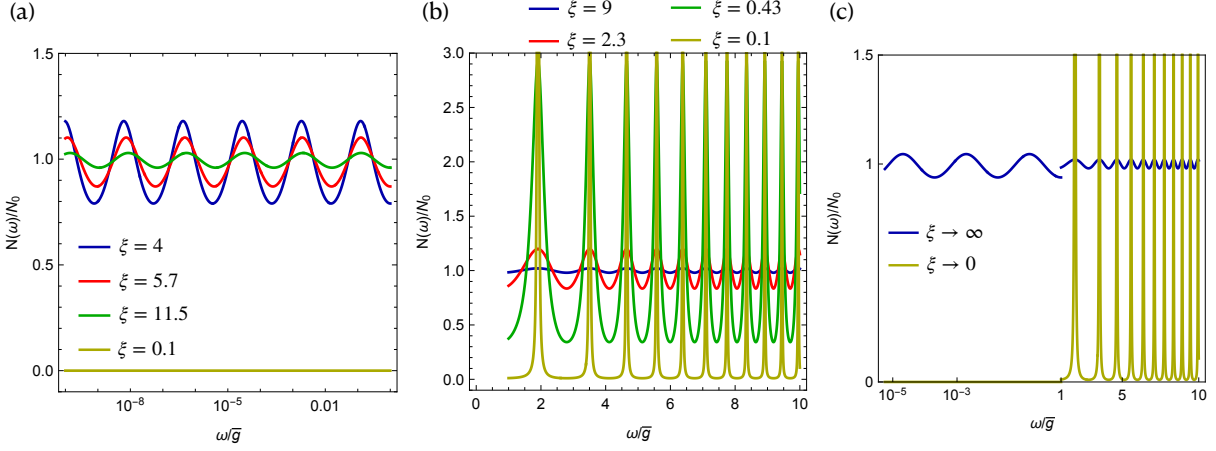 (a)
1.5
1.0
0.5
0.0
N(ω)/N₀
ξ = 4
ξ = 5.7
ξ = 11.5
ξ = 0.1
10⁻⁸
10⁻⁵
0.01
ω/g̅
(b)
ξ = 9
ξ = 0.43
ξ = 2.3
ξ = 0.1
3.0
2.5
2.0
1.5
1.0
0.5
0.0
N(ω)/N₀
0
2
4
6
8
10
ω/g̅
(c)
1.5
1
0
N(ω)/N₀
ξ → ∞
ξ → 0
10⁻⁵
10⁻³
1
5
10
ω/g̅